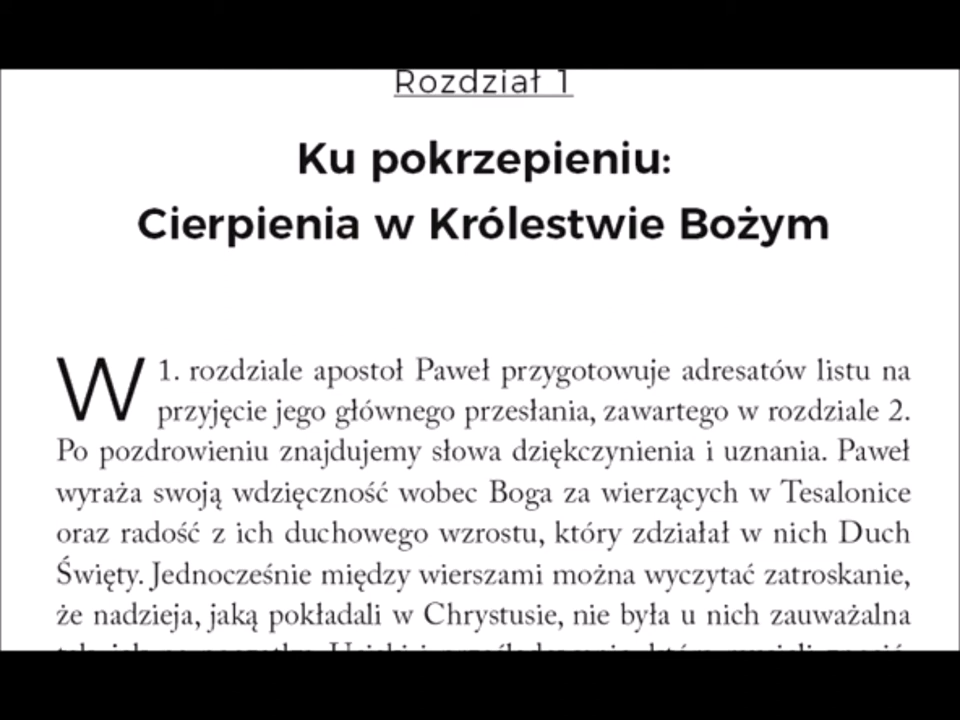 Rozdział 1
Ku pokrzepieniu:
Cierpienia w Królestwie Bożym
W 1. rozdziale apostoł Paweł przygotowuje adresatów listu na
przyjęcie jego głównego przesłania, zawartego w rozdziale 2.
Po pozdrowieniu znajdujemy słowa dziękczynienia i uznania. Paweł
wyraża swoją wdzięczność wobec Boga za wierzących w Tesalonice
oraz radość z ich duchowego wzrostu, który zdziałał w nich Duch
Święty. Jednocześnie między wierszami można wyczytać zatroskanie,
że nadzieja, jaką pokładali w Chrystusie, nie była u nich zauważalna